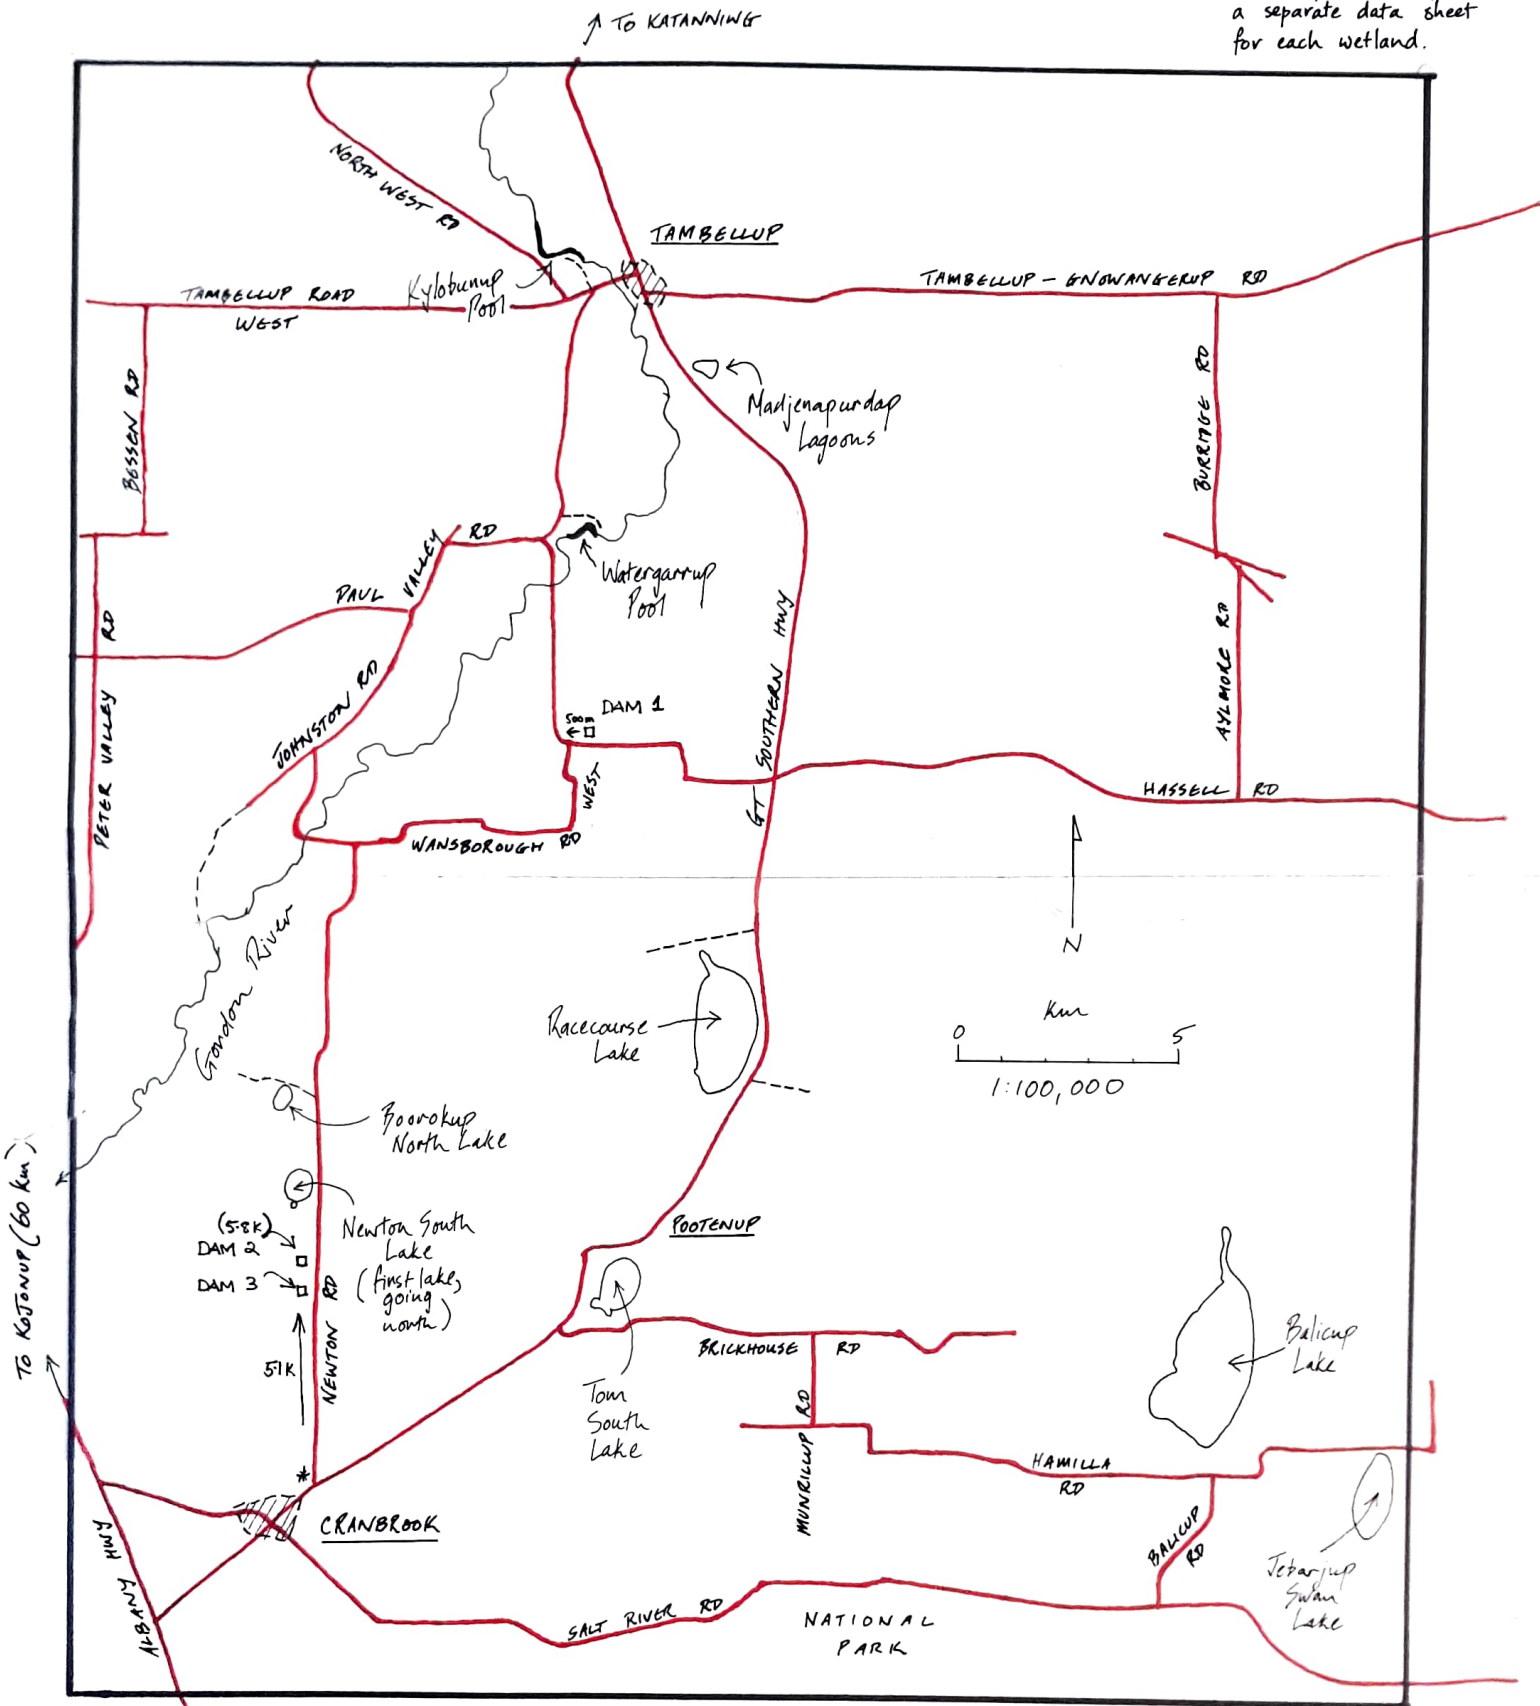 a separate data sheet
for each wetland.
TO KATANNING
NORTH WEST RD
TAMBELLUP
Kylobunup
Pool
TAMBELLUP ROAD
WEST
TAMBELLUP - GNOWANGERUP RD
BESSEN RD
Madjenapurdap
Lagoons
BURRIDGE RD
PAUL VALLEY RD
Watergarrup
Pool
JOHNSTON RD
PETER VALLEY RD
DAM 1
500m
GT SOUTHERN HWY
AYLMORE RD
HASSELL RD
WANSBOROUGH WEST RD
Gordon River
N
Racecourse
Lake
Km
0 5
1:100,000
Boorokup
North Lake
TO KOJONUP (60 km)
(5.8K)
DAM 2
DAM 3
Newton South
Lake
(first lake,
going
north)
POOTENUP
5.1K
NEWTON RD
BRICKHOUSE RD
Balicup
Lake
Tom
South
Lake
MUNRILLUP RD
HAMILLA
RD
*
CRANBROOK
ALBANY HWY
BALICUP
RD
Jebarjup
Swan
Lake
SALT RIVER RD
NATIONAL
PARK